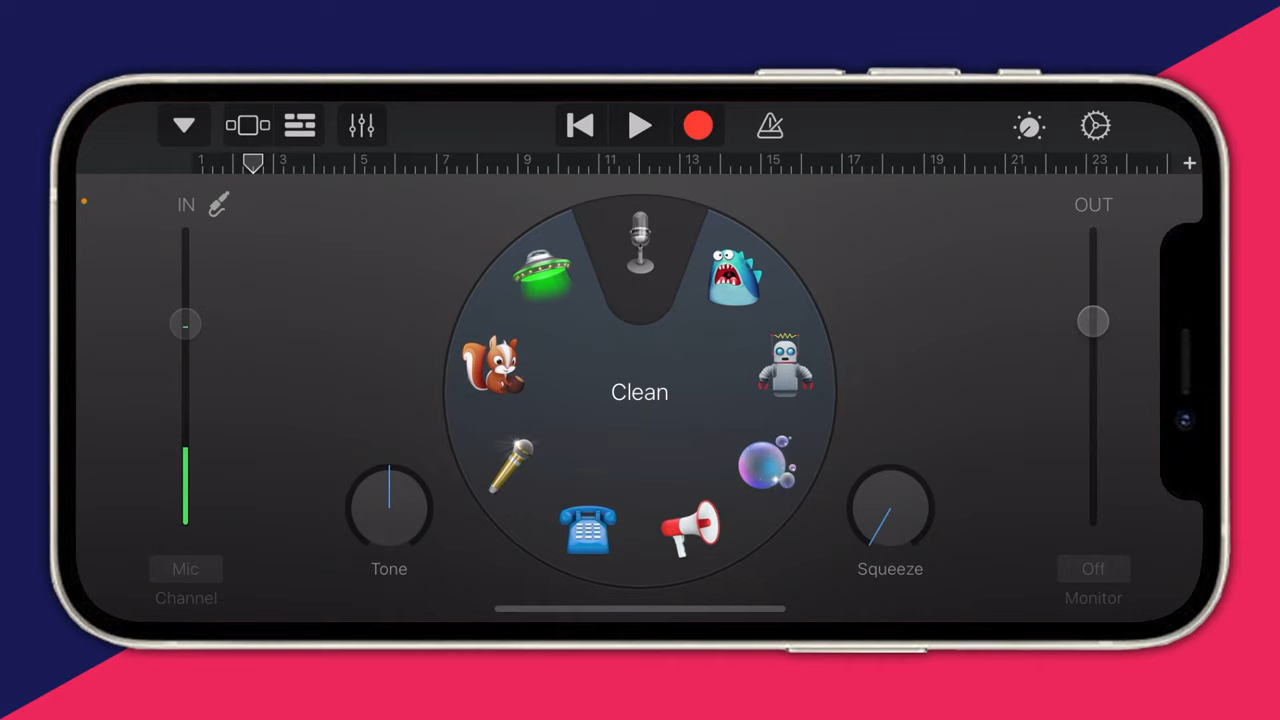 1 3 5 7 9 11 13 15 17 19 21 23 +
IN
OUT
Clean
Tone
Squeeze
Mic
Channel
Off
Monitor